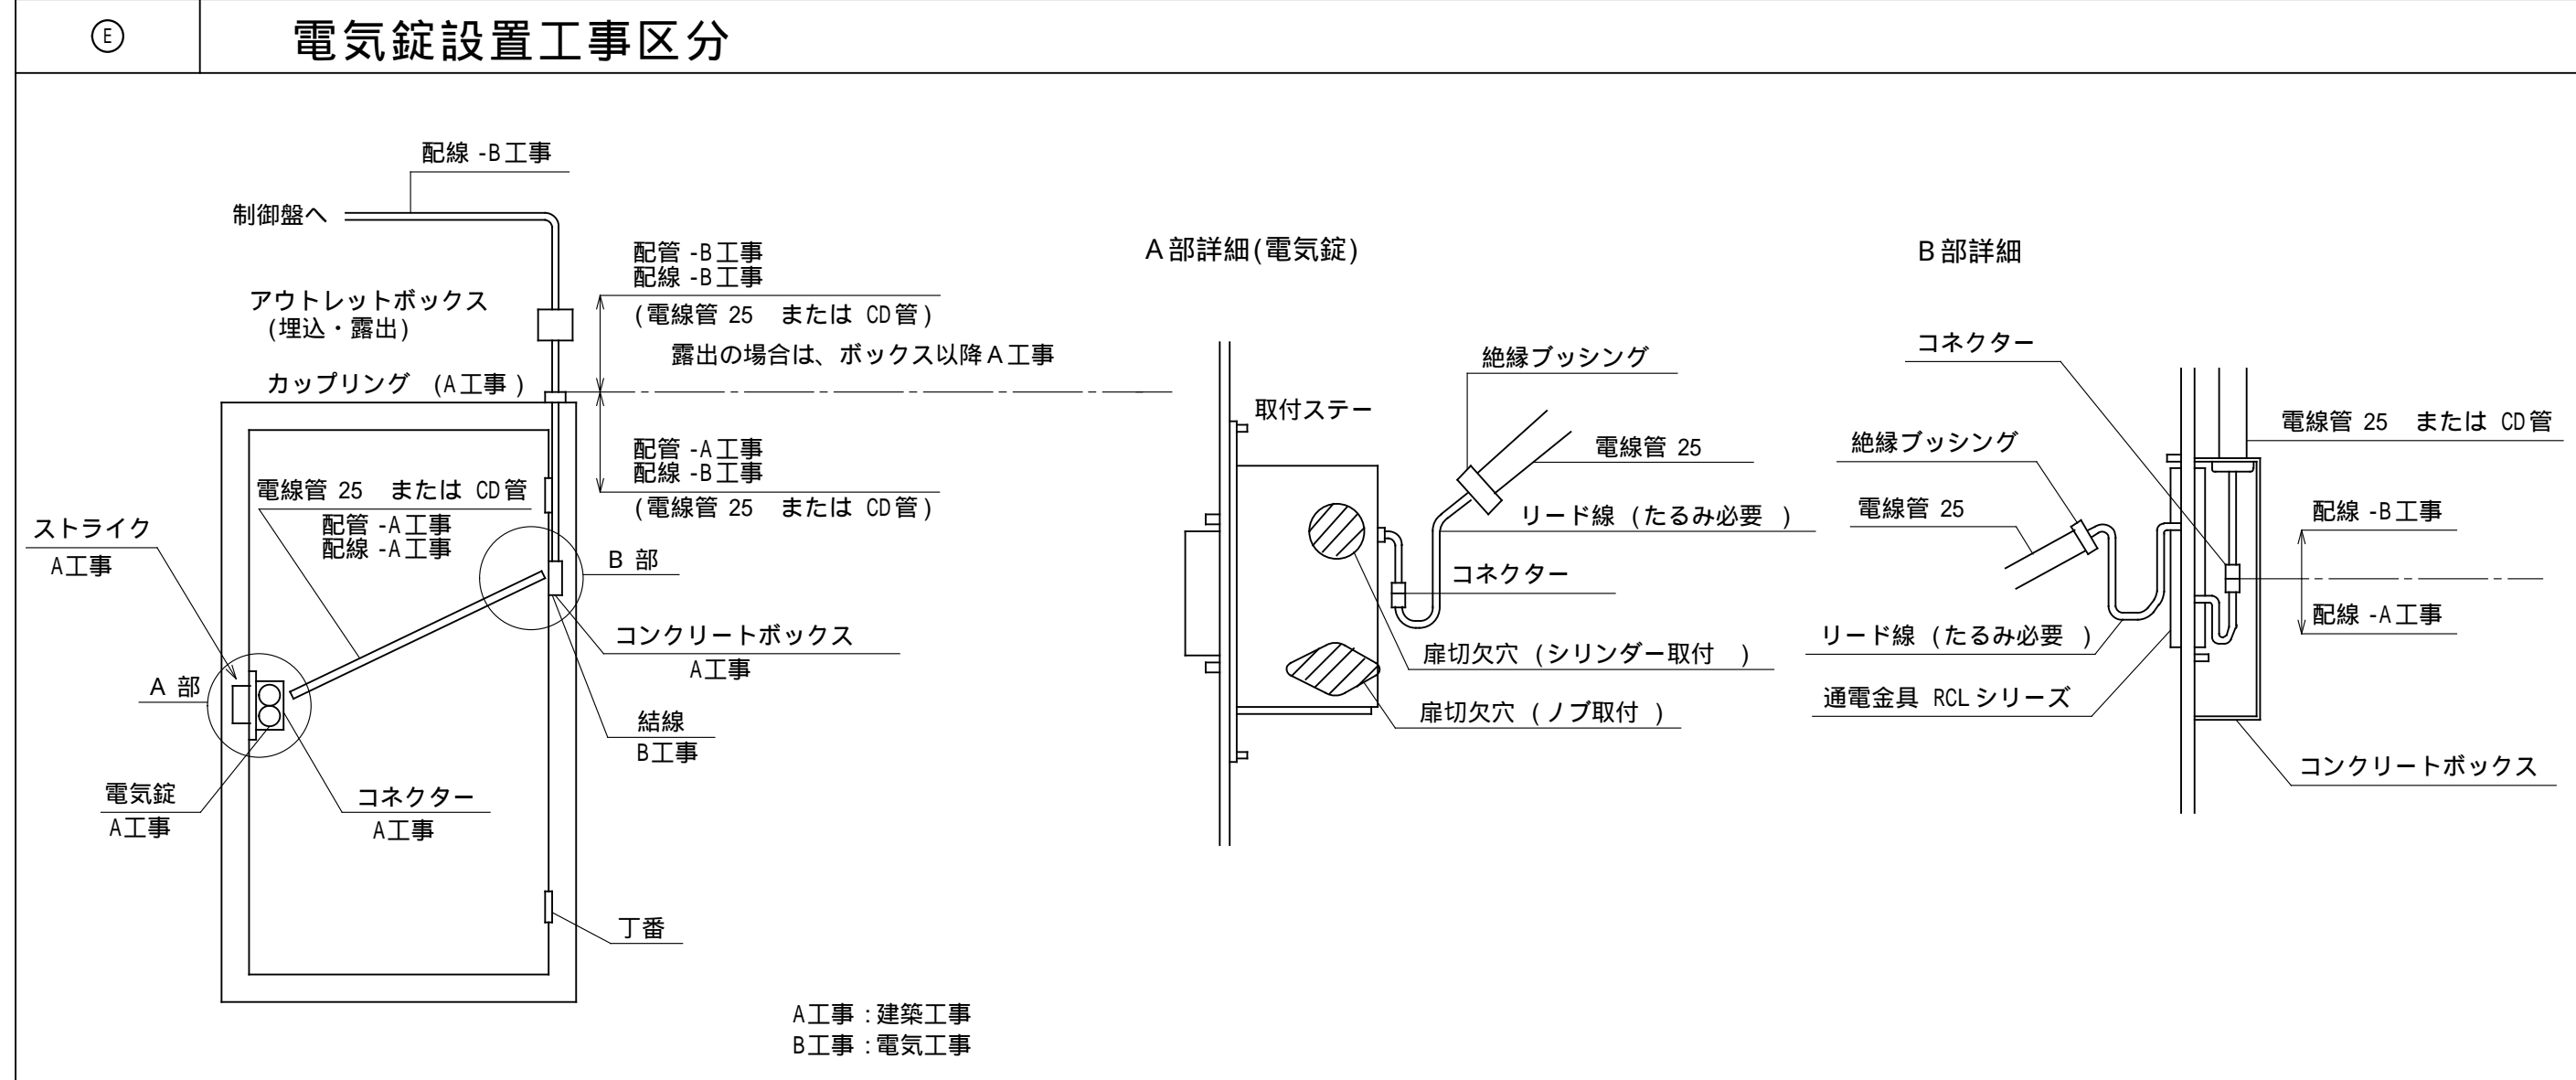 E
電気錠設置工事区分
配線 -B工事
制御盤へ
配管 -B工事
配線 -B工事
(電線管 25 または CD管)
露出の場合は、ボックス以降A工事
アウトレットボックス
(埋込・露出)
カップリング (A工事)
配管 -A工事
配線 -B工事
(電線管 25 または CD管)
電線管 25 または CD管
配管 -A工事
配線 -A工事
ストライク
A工事
B 部
コンクリートボックス
A工事
A 部
結線
B工事
電気錠
A工事
コネクター
A工事
丁番
A工事:建築工事
B工事:電気工事
A部詳細(電気錠)
絶縁ブッシング
取付ステー
電線管 25
リード線 (たるみ必要)
コネクター
扉切欠穴 (シリンダー取付)
扉切欠穴 (ノブ取付)
B部詳細
コネクター
電線管 25 または CD管
絶縁ブッシング
電線管 25
配線 -B工事
配線 -A工事
リード線 (たるみ必要)
通電金具 RCLシリーズ
コンクリートボックス